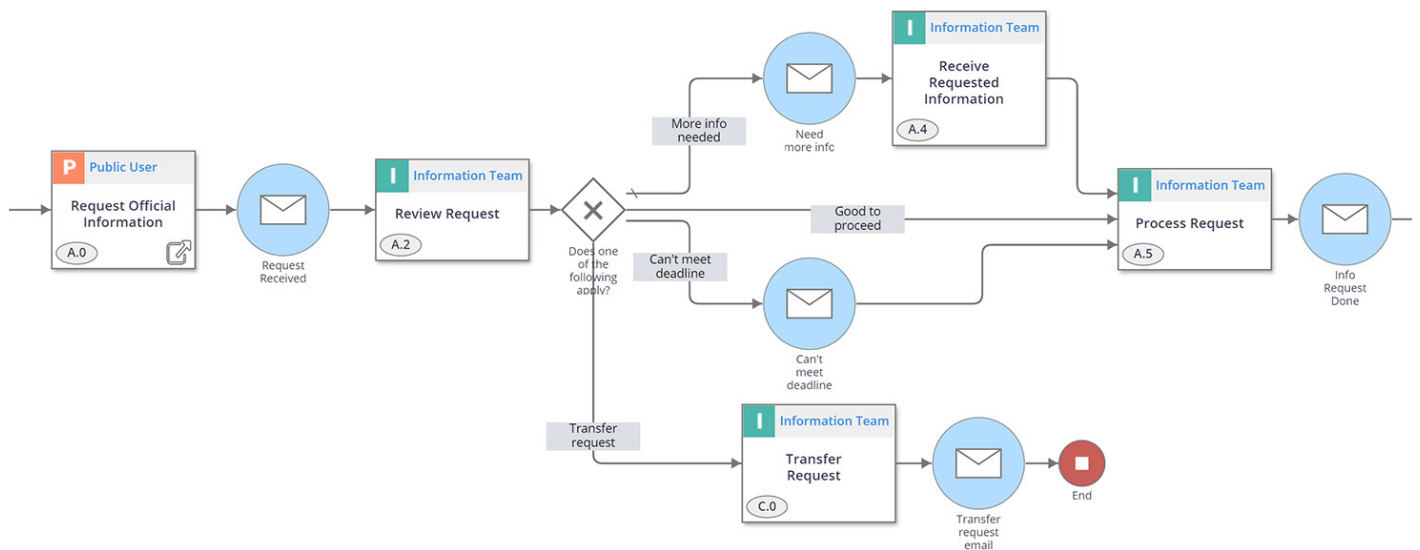 P
Public User
Request Official
Information
A.0
Request
Received
I
Information Team
Review Request
A.2
Does one
of the
following
apply?
More info
needed
Need
more info
I
Information Team
Receive
Requested
Information
A.4
Good to
proceed
Can't meet
deadline
Can't
meet
deadline
I
Information Team
Process Request
A.5
Info
Request
Done
Transfer
request
I
Information Team
Transfer
Request
C.0
Transfer
request
email
End